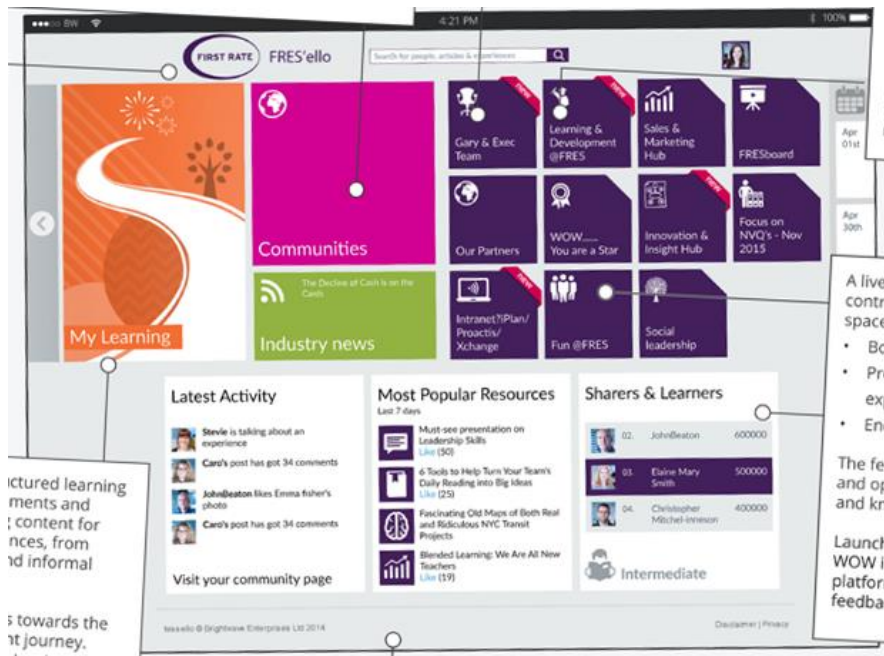 BW
4:21 PM
100%
FIRST RATE
FRES'ello
Search for people, articles & experiences
My Learning
Communities
The Decline of Cash is on the
Cards
Industry news
Gary & Exec
Team
new
Learning &
Development
@FRES
new
Sales &
Marketing
Hub
FRESboard
Our Partners
WOW......
You are a Star
Innovation &
Insight Hub
new
Focus on
NVQ's - Nov
2015
Intranet?iPlan/
Proactis/
Xchange
new
Fun @FRES
Social
leadership
Apr
01st
Apr
30th
Latest Activity
Stevie is talking about an
experience
Caro's post has got 34 comments
JohnBeaton likes Emma fisher's
photo
Caro's post has got 34 comments
Visit your community page
Most Popular Resources
Last 7 days
Must-see presentation on
Leadership Skills
Like (50)
6 Tools to Help Turn Your Team's
Daily Reading into Big Ideas
Like (25)
Fascinating Old Maps of Both Real
and Ridiculous NYC Transit
Projects
Blended Learning: We Are All New
Teachers
Like (19)
Sharers & Learners
02. JohnBeaton 600000
03. Elaine Mary 500000
Smith
04. Christopher 400000
Mitchel-inneson
Intermediate
© Brightwave Enterprises Ltd 2014
Disclaimer | Privacy
ctured learning
ments and
content for
nces, from
nd informal
s towards the
nt journey.
A live
contr
space
• Bo
• Pr
exp
• En
The fe
and op
and kn
Launch
WOW i
platfor
feedba